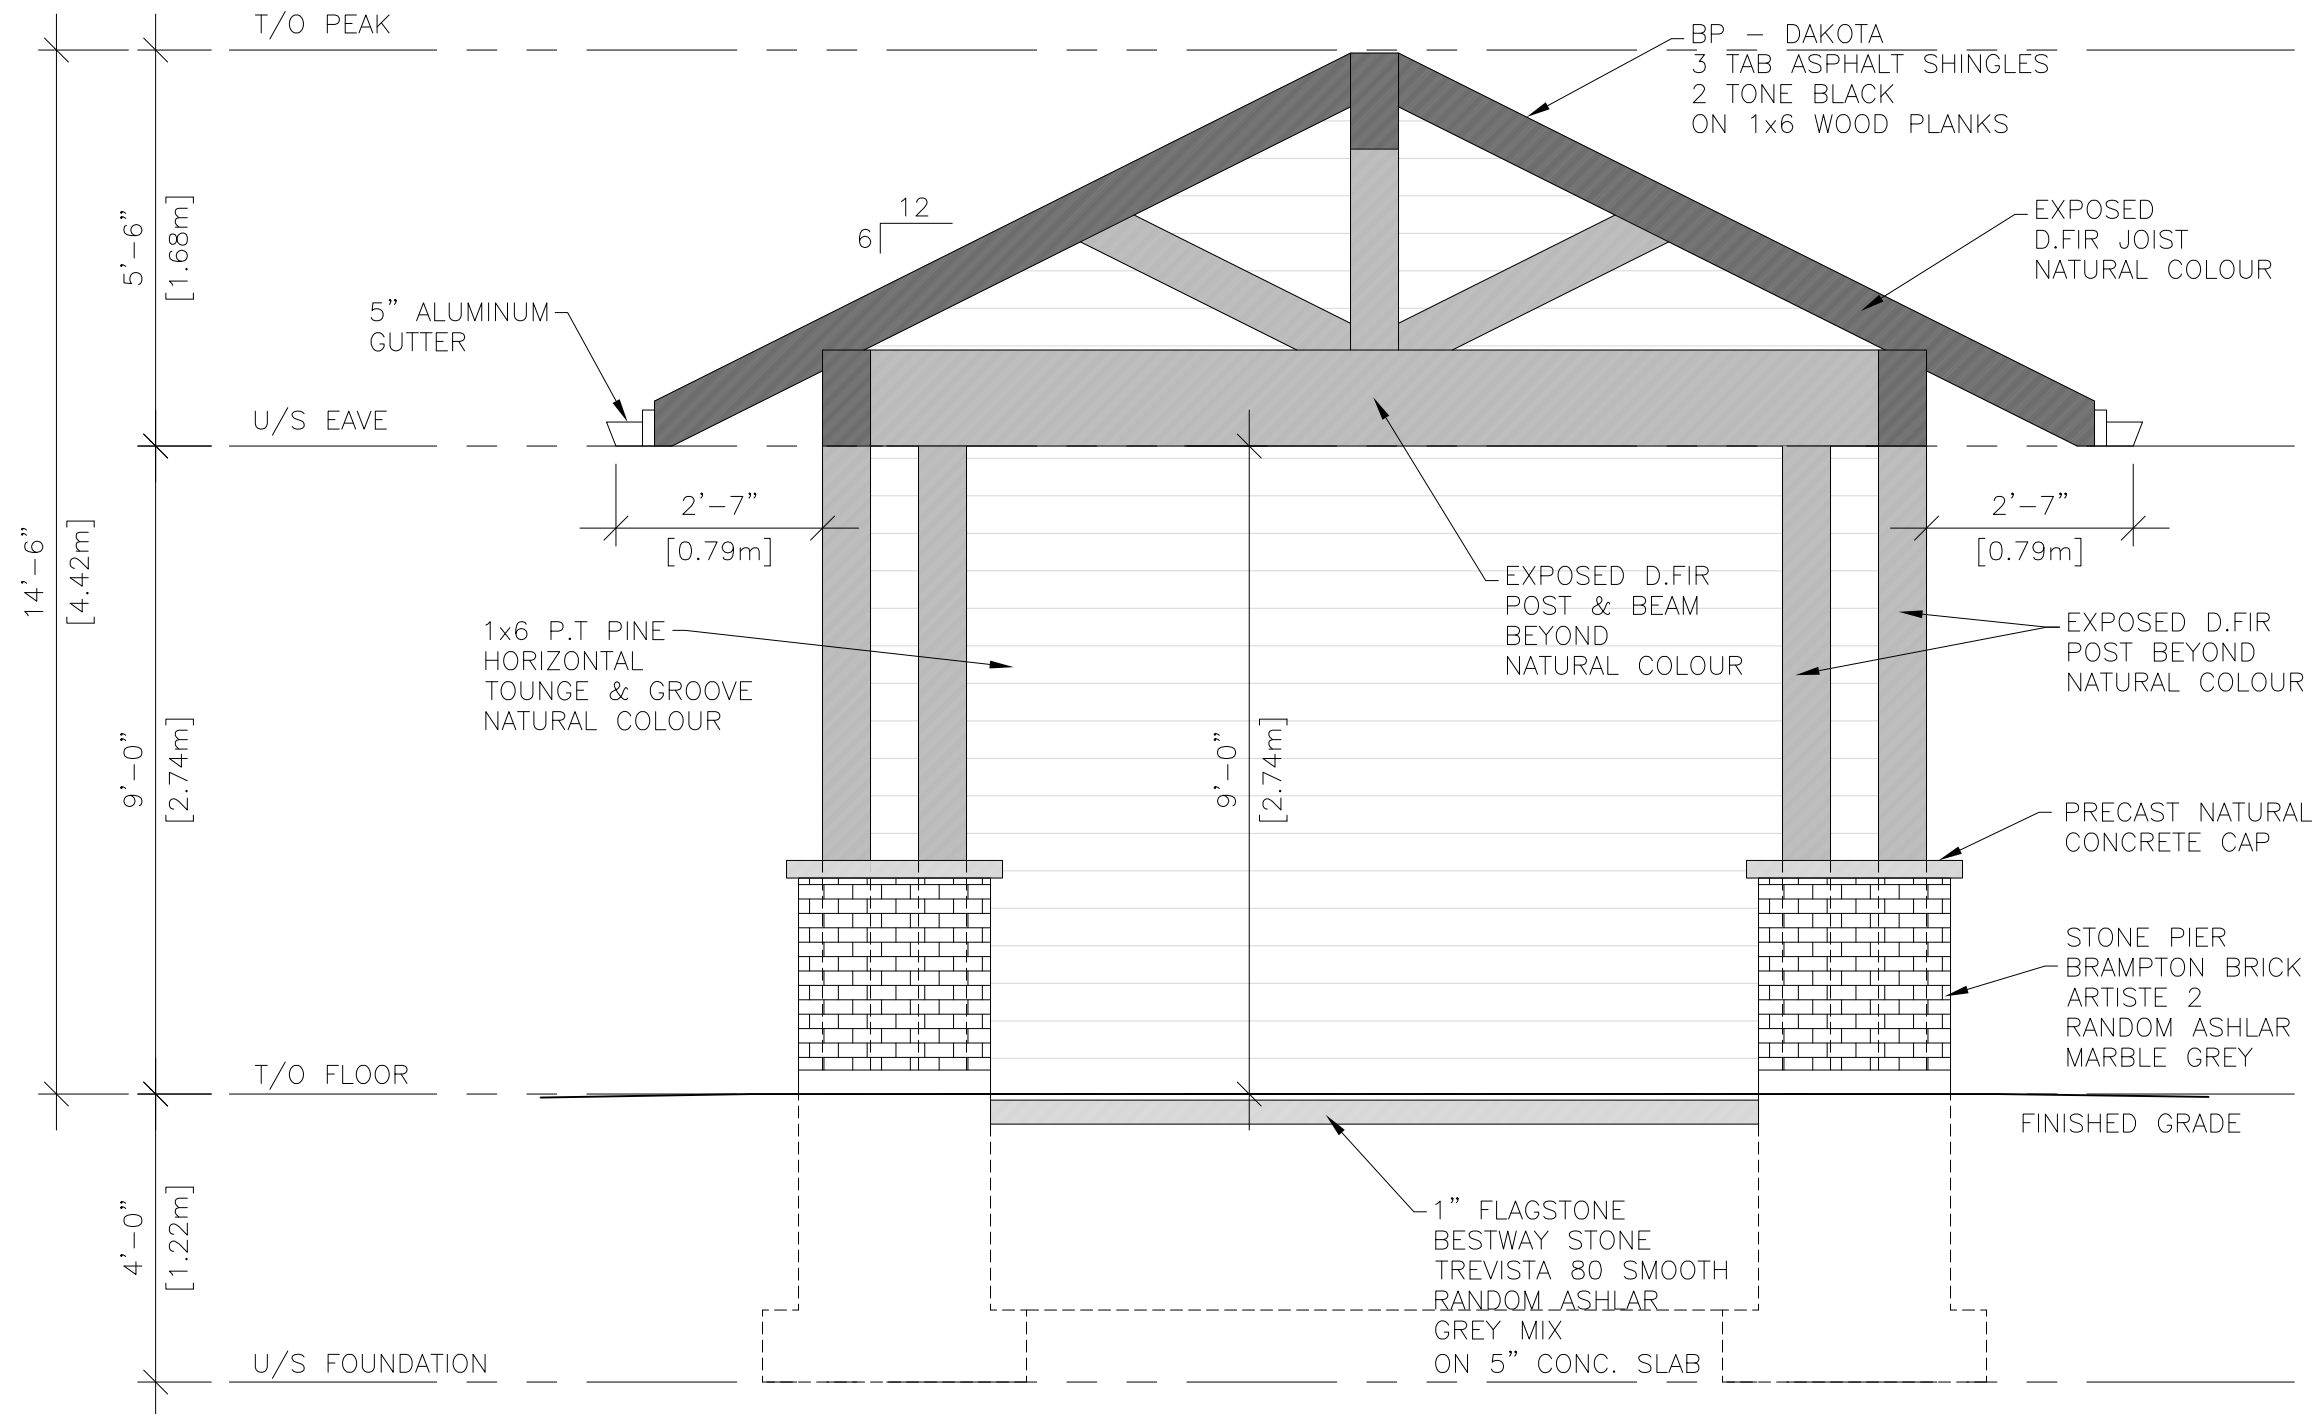 T/O PEAK
BP – DAKOTA
3 TAB ASPHALT SHINGLES
2 TONE BLACK
ON 1x6 WOOD PLANKS
12
6
EXPOSED
D.FIR JOIST
NATURAL COLOUR
5'–6"
[1.68m]
5" ALUMINUM
GUTTER
U/S EAVE
2'–7"
[0.79m]
2'–7"
[0.79m]
14'–6"
[4.42m]
EXPOSED D.FIR
POST & BEAM
BEYOND
NATURAL COLOUR
1x6 P.T PINE
HORIZONTAL
TOUNGE & GROOVE
NATURAL COLOUR
EXPOSED D.FIR
POST BEYOND
NATURAL COLOUR
9'–0"
[2.74m]
9'–0"
[2.74m]
PRECAST NATURAL
CONCRETE CAP
STONE PIER
BRAMPTON BRICK
ARTISTE 2
RANDOM ASHLAR
MARBLE GREY
T/O FLOOR
FINISHED GRADE
4'–0"
[1.22m]
1" FLAGSTONE
BESTWAY STONE
TREVISTA 80 SMOOTH
RANDOM ASHLAR
GREY MIX
ON 5" CONC. SLAB
U/S FOUNDATION